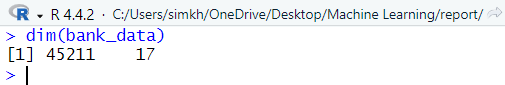 R 4.4.2 · C:/Users/simkh/OneDrive/Desktop/Machine Learning/report/
> dim(bank_data)
[1] 45211    17
>